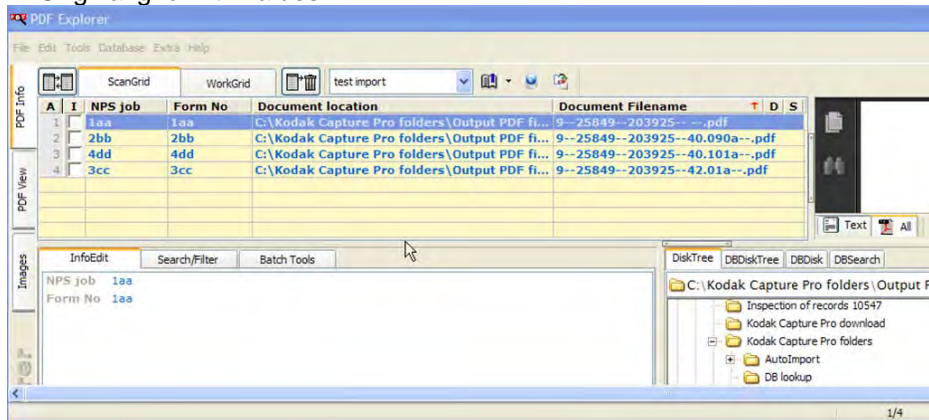 PDF Explorer
File Edit Tools Database Extra Help
ScanGrid WorkGrid test import
PDF Info
PDF View
Images
A I NPS job Form No Document location Document Filename D S
1 1aa 1aa C:\Kodak Capture Pro folders\Output PDF fi... 9--25849--203925-- --.pdf
2 2bb 2bb C:\Kodak Capture Pro folders\Output PDF fi... 9--25849--203925--40.090a--.pdf
4 4dd 4dd C:\Kodak Capture Pro folders\Output PDF fi... 9--25849--203925--40.101a--.pdf
4 3cc 3cc C:\Kodak Capture Pro folders\Output PDF fi... 9--25849--203925--42.01a--.pdf
Text All
InfoEdit Search/Filter Batch Tools
NPS job 1aa
Form No 1aa
DiskTree DBDiskTree DBDisk DBSearch
C:\Kodak Capture Pro folders\Output F
Inspection of records 10547
Kodak Capture Pro download
Kodak Capture Pro folders
AutoImport
DB lookup
1/4